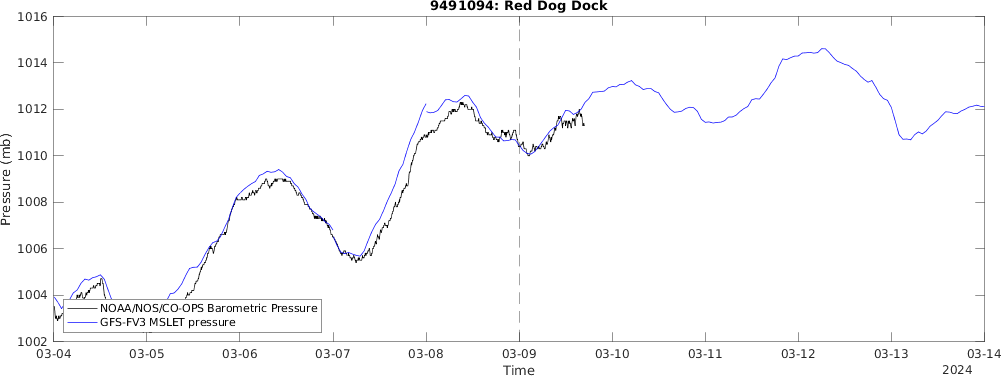 9491094: Red Dog Dock
1016
1014
1012
1010
1008
1006
1004
1002
Pressure (mb)
NOAA/NOS/CO-OPS Barometric Pressure
GFS-FV3 MSLET pressure
03-04 03-05 03-06 03-07 03-08 03-09 03-10 03-11 03-12 03-13 03-14
Time
2024